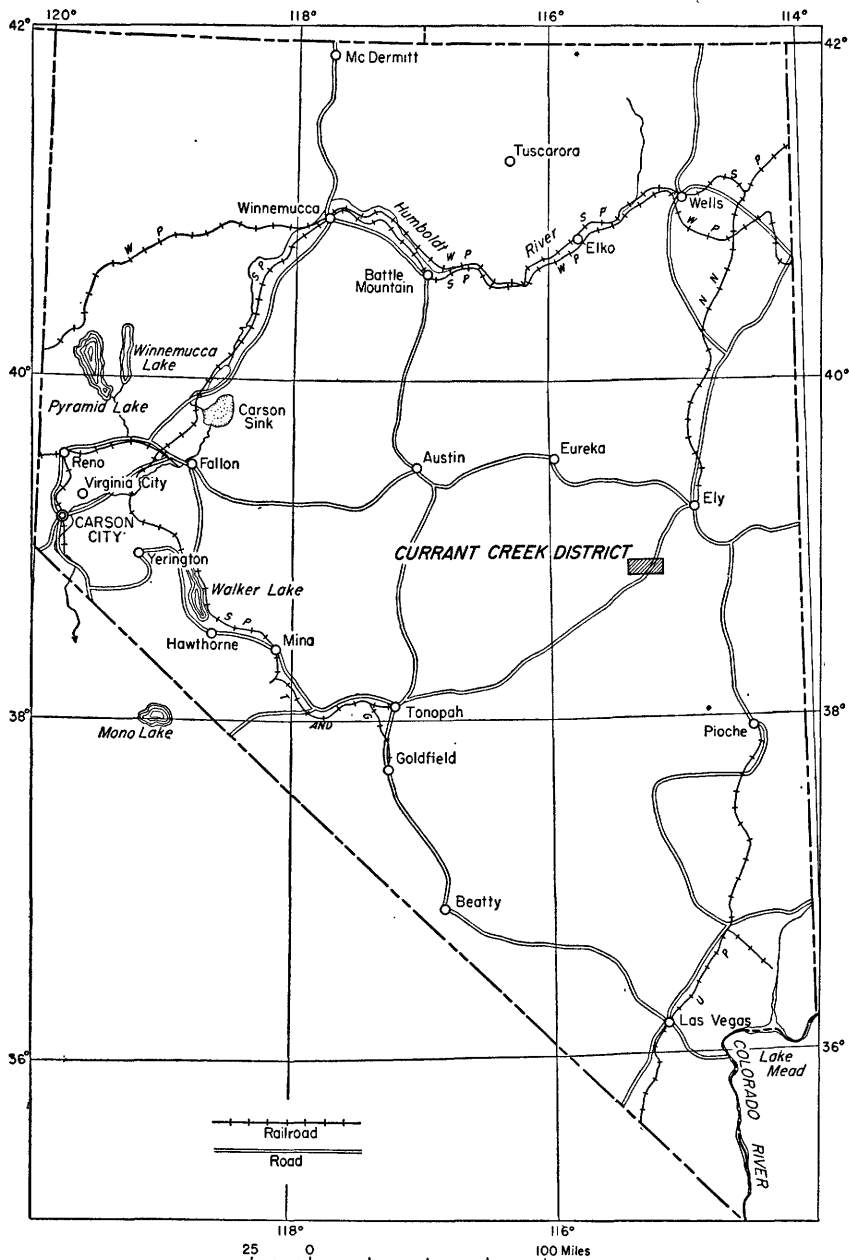 120°
118°
116°
114°
42°
42°
McDermitt
Tuscarora
Winnemucca
Humboldt
River
Wells
S P
W P
W P
S P
Elko
W P
S P
W P
S P
Battle
Mountain
N N
40°
40°
Winnemucca
Lake
Pyramid Lake
Carson
Sink
Reno
Fallon
Austin
Eureka
Virginia City
Ely
CARSON
CITY
Yerington
CURRANT CREEK DISTRICT
Walker Lake
S P
Hawthorne
Mina
T
AND
G
Tonopah
38°
38°
Mono Lake
Pioche
Goldfield
Beatty
U P
Las Vegas
36°
36°
Lake
Mead
COLORADO RIVER
Railroad
Road
118°
116°
25 0 100 Miles